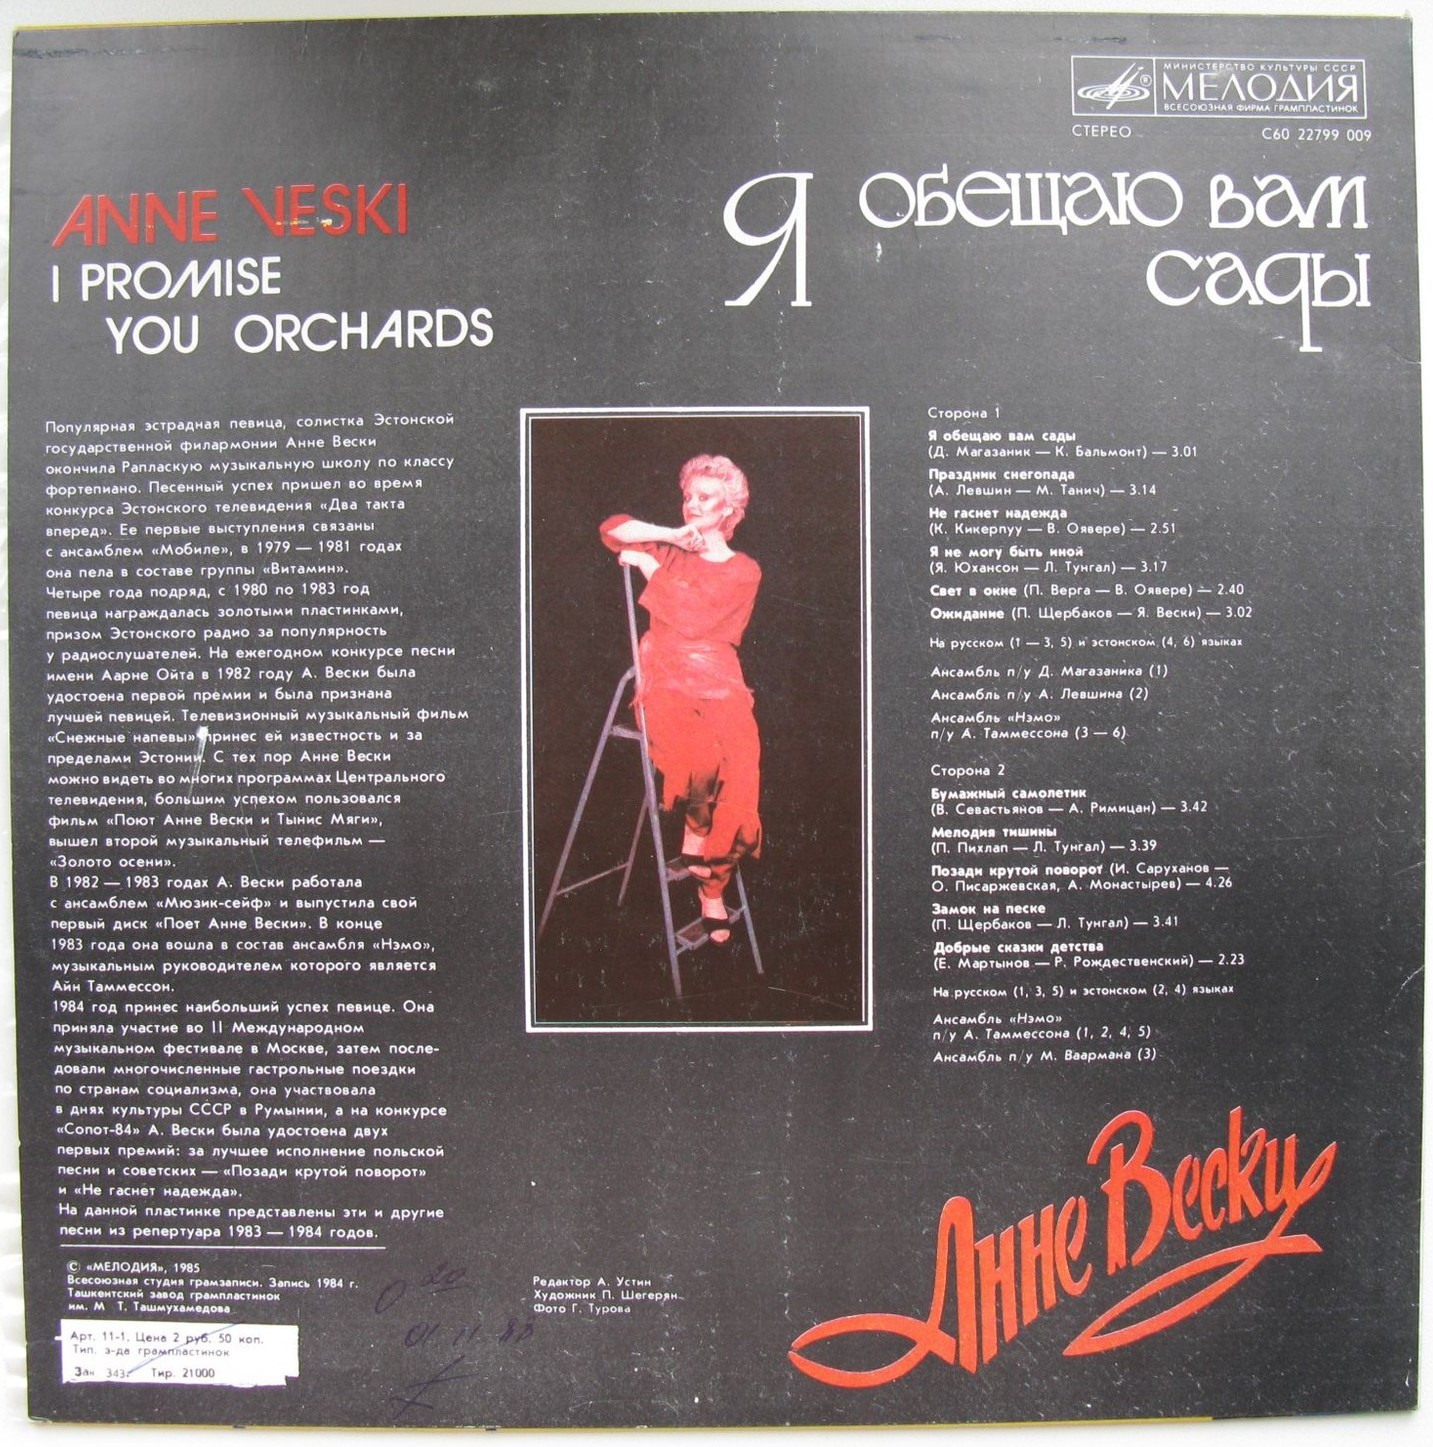 МИНИСТЕРСТВО КУЛЬТУРЫ СССР
МЕЛОДИЯ
ВСЕСОЮЗНАЯ ФИРМА ГРАМПЛАСТИНОК
СТЕРЕО С60 22799 009
ANNE VESKI
I PROMISE
YOU ORCHARDS
Я обещаю вам
сады
Популярная эстрадная певица, солистка Эстонской
государственной филармонии Анне Вески
окончила Рапласкую музыкальную школу по классу
фортепиано. Песенный успех пришел во время
конкурса Эстонского телевидения «Два такта
вперед». Ее первые выступления связаны
с ансамблем «Мобиле», в 1979 — 1981 годах
она пела в составе группы «Витамин».
Четыре года подряд, с 1980 по 1983 год
певица награждалась золотыми пластинками,
призом Эстонского радио за популярность
у радиослушателей. На ежегодном конкурсе песни
имени Аарне Ойта в 1982 году А. Вески была
удостоена первой премии и была признана
лучшей певицей. Телевизионный музыкальный фильм
«Снежные напевы» принес ей известность и за
пределами Эстонии. С тех пор Анне Вески
можно видеть во многих программах Центрального
телевидения, большим успехом пользовался
фильм «Поют Анне Вески и Тынис Мяги»,
вышел второй музыкальный телефильм —
«Золото осени».
В 1982 — 1983 годах А. Вески работала
с ансамблем «Мюзик-сейф» и выпустила свой
первый диск «Поет Анне Вески». В конце
1983 года она вошла в состав ансамбля «Нэмо»,
музыкальным руководителем которого является
Айн Таммессон.
1984 год принес наибольший успех певице. Она
приняла участие во II Международном
музыкальном фестивале в Москве, затем после-
довали многочисленные гастрольные поездки
по странам социализма, она участвовала
в днях культуры СССР в Румынии, а на конкурсе
«Сопот-84» А. Вески была удостоена двух
первых премий: за лучшее исполнение польской
песни и советских — «Позади крутой поворот»
и «Не гаснет надежда».
На данной пластинке представлены эти и другие
песни из репертуара 1983 — 1984 годов.
© «МЕЛОДИЯ», 1985
Всесоюзная студия грамзаписи. Запись 1984 г.
Ташкентский завод грампластинок
им. М Т. Ташмухамедова
Арт. 11-1. Цена 2 руб. 50 коп.
Тип. з-да грампластинок
Зак 343. Тир. 21000
Редактор А. Устин
Художник П. Шегерян
Фото Г. Турова
Сторона 1
Я обещаю вам сады
(Д. Магазаник — К. Бальмонт) — 3.01
Праздник снегопада
(А. Левшин — М. Танич) — 3.14
Не гаснет надежда
(К. Кикерпуу — В. Оявере) — 2.51
Я не могу быть иной
(Я. Юхансон — Л. Тунгал) — 3.17
Свет в окне (П. Верга — В. Оявере) — 2.40
Ожидание (П. Щербаков — Я. Вески) — 3.02
На русском (1 — 3, 5) и эстонском (4, 6) языках
Ансамбль п/у Д. Магазаника (1)
Ансамбль п/у А. Левшина (2)
Ансамбль «Нэмо»
п/у А. Таммессона (3 — 6)
Сторона 2
Бумажный самолетик
(В. Севастьянов — А. Римицан) — 3.42
Мелодия тишины
(П. Пихлап — Л. Тунгал) — 3.39
Позади крутой поворот (И. Саруханов —
О. Писаржевская, А. Монастырев) — 4.26
Замок на песке
(П. Щербаков — Л. Тунгал) — 3.41
Добрые сказки детства
(Е. Мартынов — Р. Рождественский) — 2.23
На русском (1, 3, 5) и эстонском (2, 4) языках
Ансамбль «Нэмо»
п/у А. Таммессона (1, 2, 4, 5)
Ансамбль п/у М. Ваармана (3)
Анне Вески